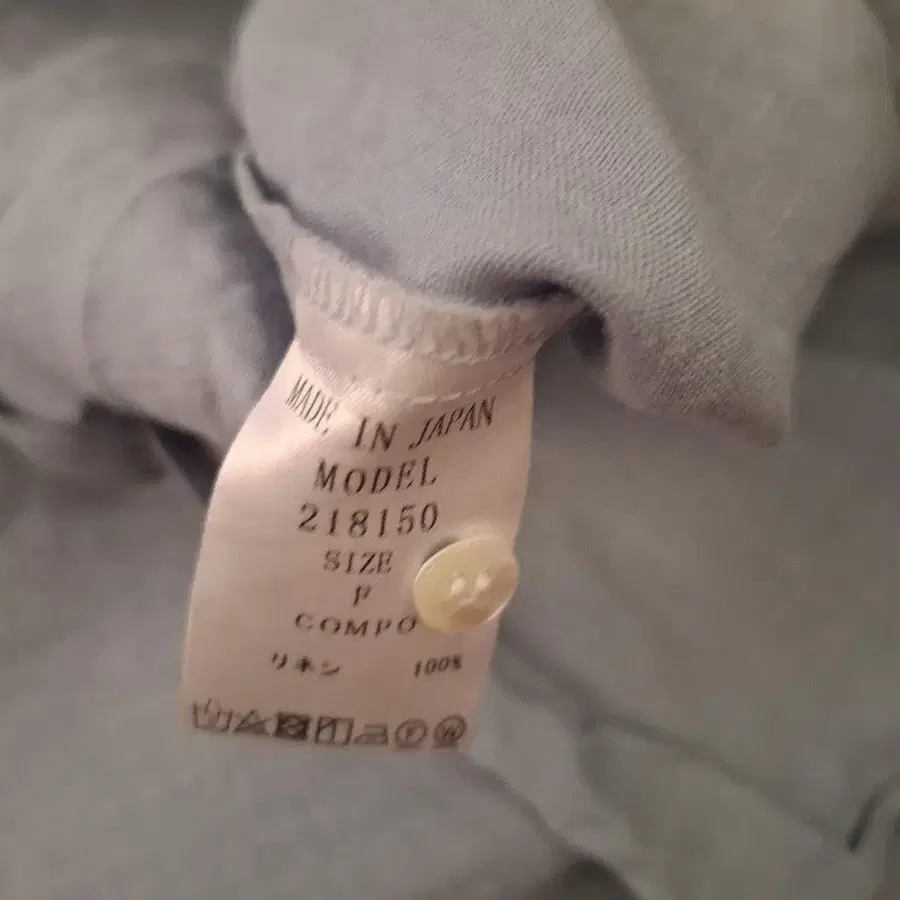 MADE IN JAPAN
MODEL
218150
SIZE
F
COMPO
リネン 100%